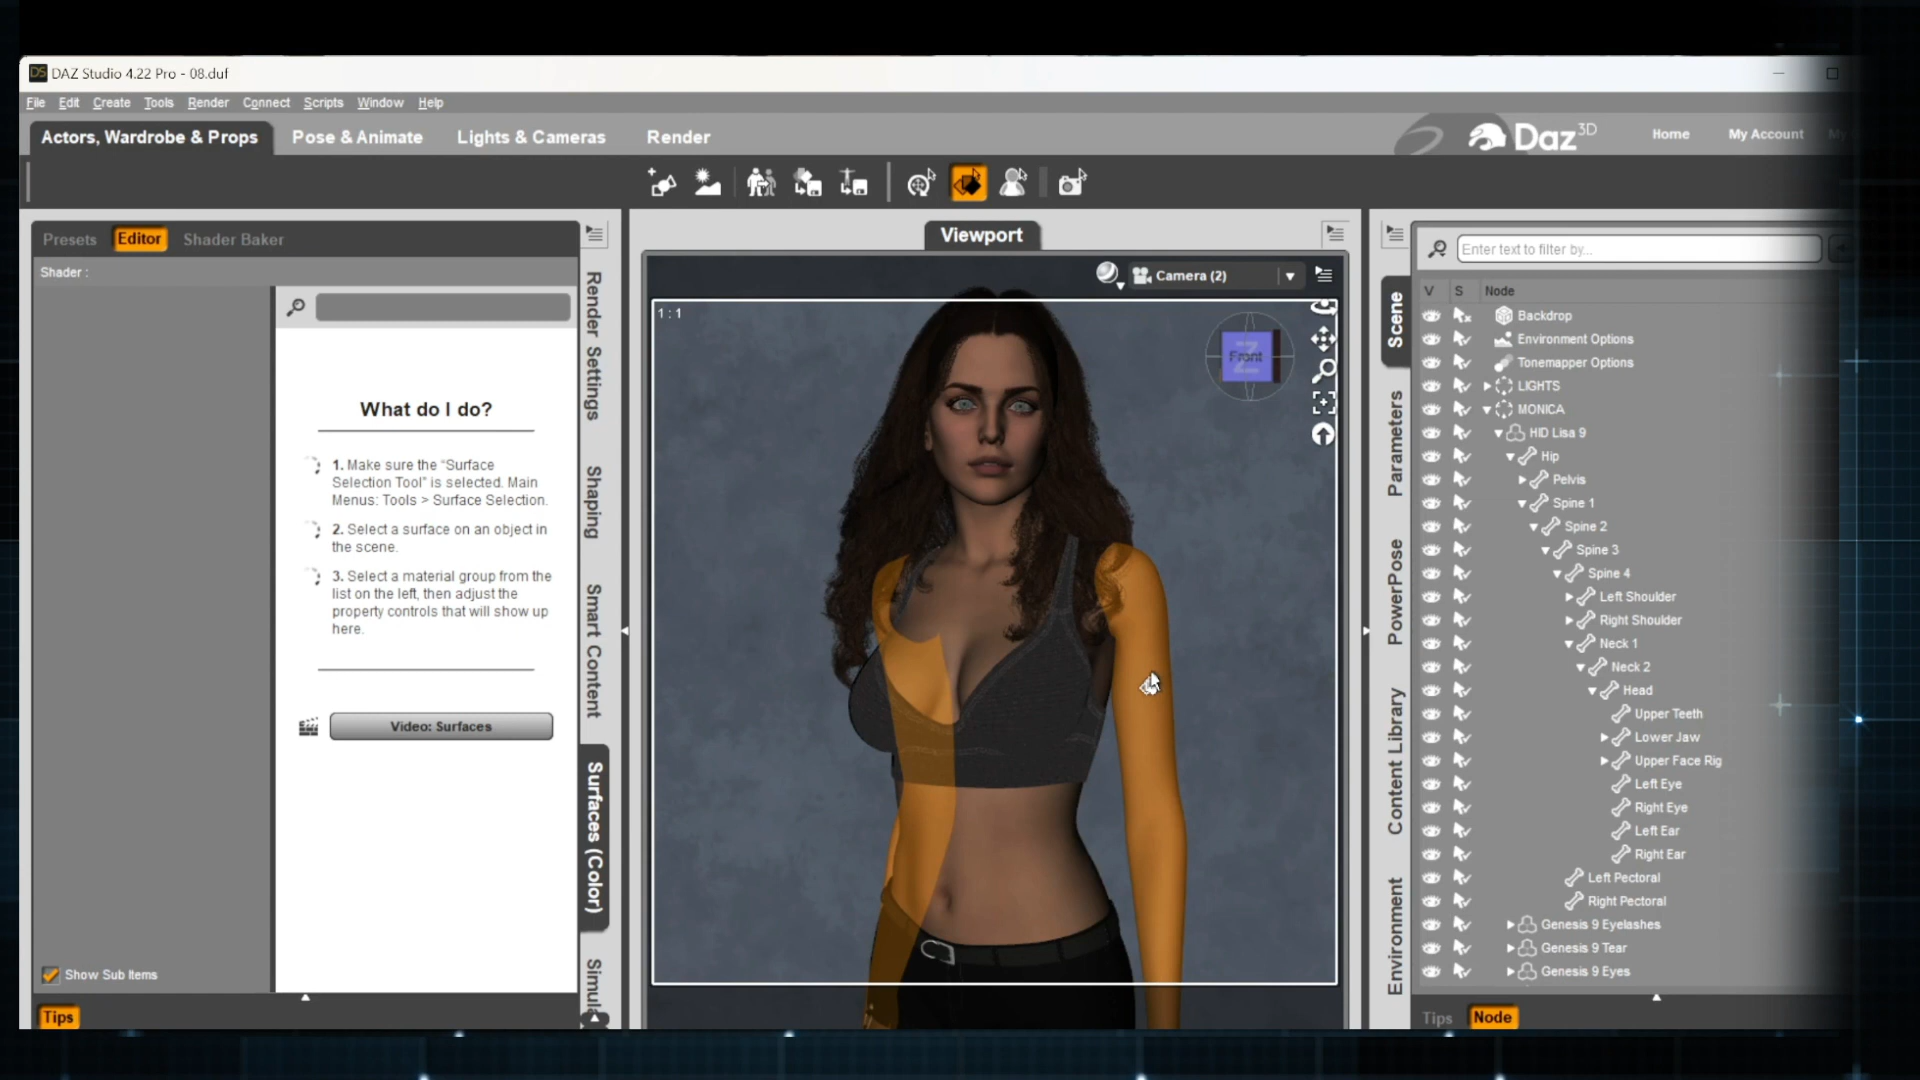 DAZ Studio 4.22 Pro - 08.duf
File Edit Create Tools Render Connect Scripts Window Help
Actors, Wardrobe & Props Pose & Animate Lights & Cameras Render
Daz 3D Home My Account My
Presets Editor Shader Baker
Shader :
What do I do?
1. Make sure the "Surface
Selection Tool" is selected. Main
Menus: Tools > Surface Selection.
2. Select a surface on an object in
the scene.
3. Select a material group from the
list on the left, then adjust the
property controls that will show up
here.
Video: Surfaces
Show Sub Items
Tips
Render Settings
Shaping
Smart Content
Surfaces (Color)
Simula
Viewport
Camera (2)
1 : 1
Front
Z
Scene
Parameters
PowerPose
Content Library
Environment
Enter text to filter by...
V S Node
Backdrop
Environment Options
Tonemapper Options
LIGHTS
MONICA
HID Lisa 9
Hip
Pelvis
Spine 1
Spine 2
Spine 3
Spine 4
Left Shoulder
Right Shoulder
Neck 1
Neck 2
Head
Upper Teeth
Lower Jaw
Upper Face Rig
Left Eye
Right Eye
Left Ear
Right Ear
Left Pectoral
Right Pectoral
Genesis 9 Eyelashes
Genesis 9 Tear
Genesis 9 Eyes
Tips Node